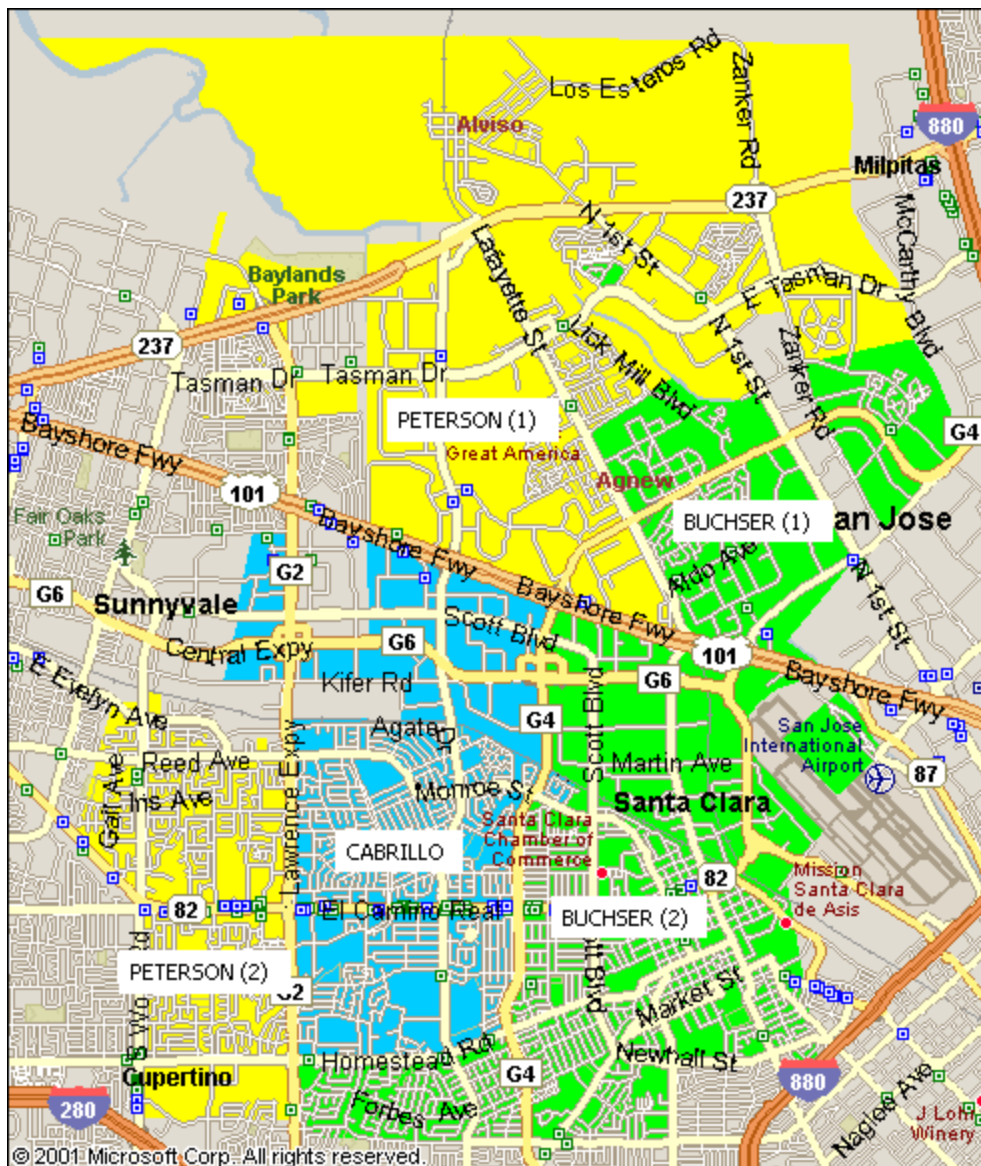 Los Esteros Rd
Zanker Rd
Alviso
880
Milpitas
237
McCarthy Blvd
N 1st St
Lafayette St
Baylands
Park
E Tasman Dr
237
Lick Mill Blvd
N 1st St
Zanker Rd
Tasman Dr
Tasman Dr
PETERSON (1)
G4
Bayshore Fwy
Great America
Agnew
101
BUCHSER (1)
an Jose
Fair Oaks
Park
Bayshore Fwy
G2
Aldo Ave
Bayshore Fwy
N 1st St
G6
Sunnyvale
Scott Blvd
Central Expy
G6
101
E Evelyn Ave
Kifer Rd
G6
Bayshore Fwy
G4
Scott Blvd
San Jose
International
Airport
Agate Dr
Reed Ave
Martin Ave
87
Gail Ave
Iris Ave
Lawrence Expy
Monroe St
Santa Clara
Santa Clara
Chamber of
Commerce
CABRILLO
Mission
Santa Clara
de Asis
82
82
El Camino Real
BUCHSER (2)
PETERSON (2)
G2
S Wo
Rd
Market St
Homestead Rd
Newhall St
Cupertino
G4
880
280
Forbes Ave
Naglee Ave
J Lohr
Winery
© 2001 Microsoft Corp. All rights reserved.